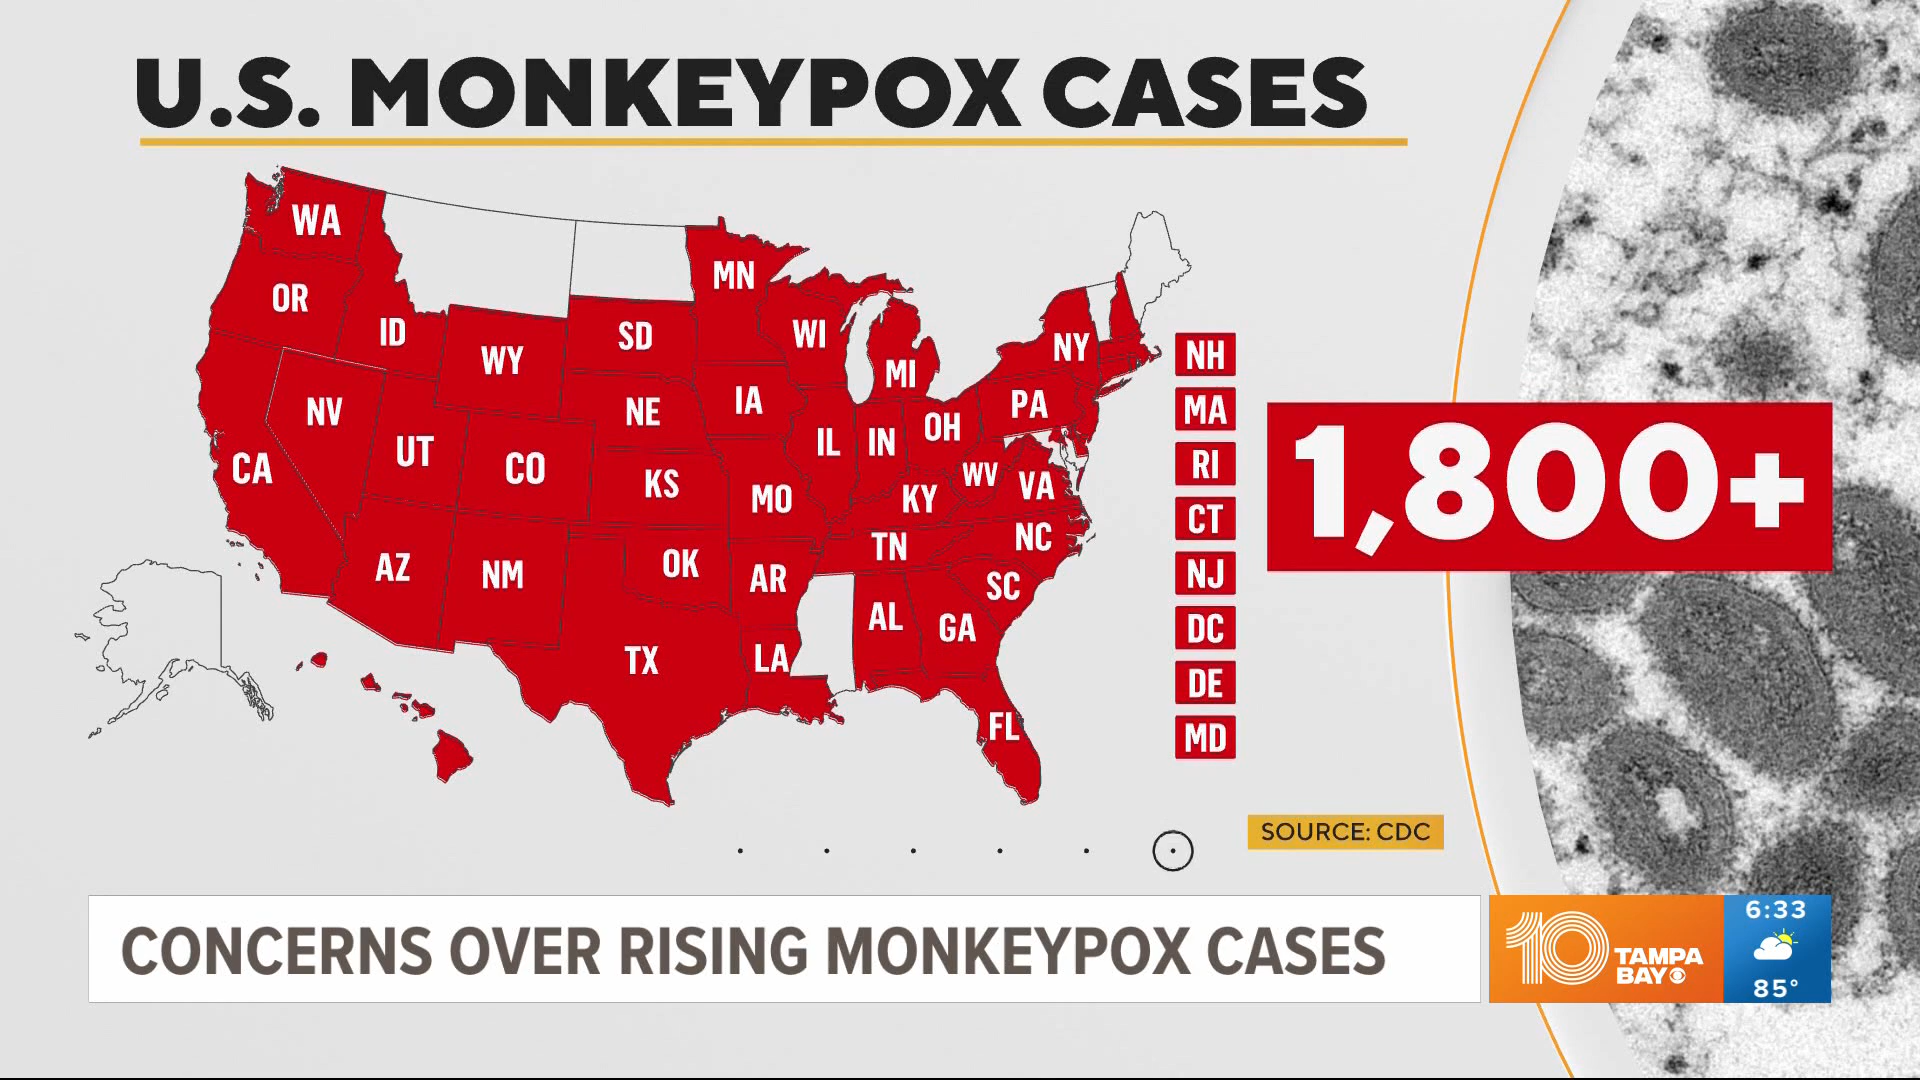 U.S. MONKEYPOX CASES
WA
OR
ID
WY
NV
UT
CO
CA
AZ
NM
MN
SD
WI
NE
IA
MI
KS
IL
IN
OH
PA
NY
MO
KY
WV
VA
NC
TN
OK
AR
SC
AL
GA
TX
LA
FL
NH
MA
RI
CT
NJ
DC
DE
MD
1,800+
SOURCE: CDC
CONCERNS OVER RISING MONKEYPOX CASES
10 TAMPA
BAY
6:33
85°